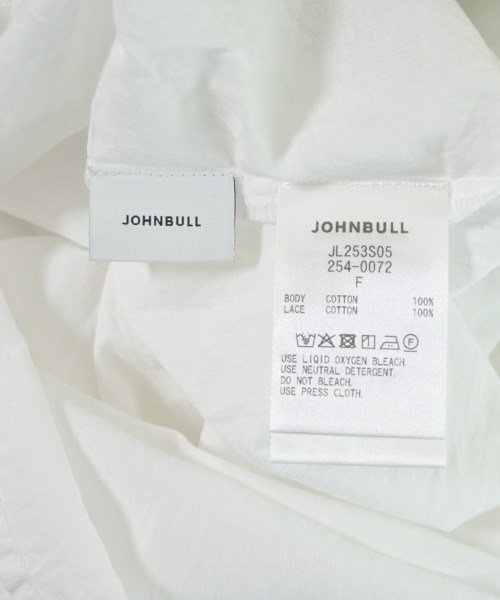 JOHNBULL
JOHNBULL
JL253S05
254-0072
F
BODY COTTON 100%
LACE COTTON 100%
USE LIQID OXYGEN BLEACH.
USE NEUTRAL DETERGENT.
DO NOT BLEACH.
USE PRESS CLOTH.